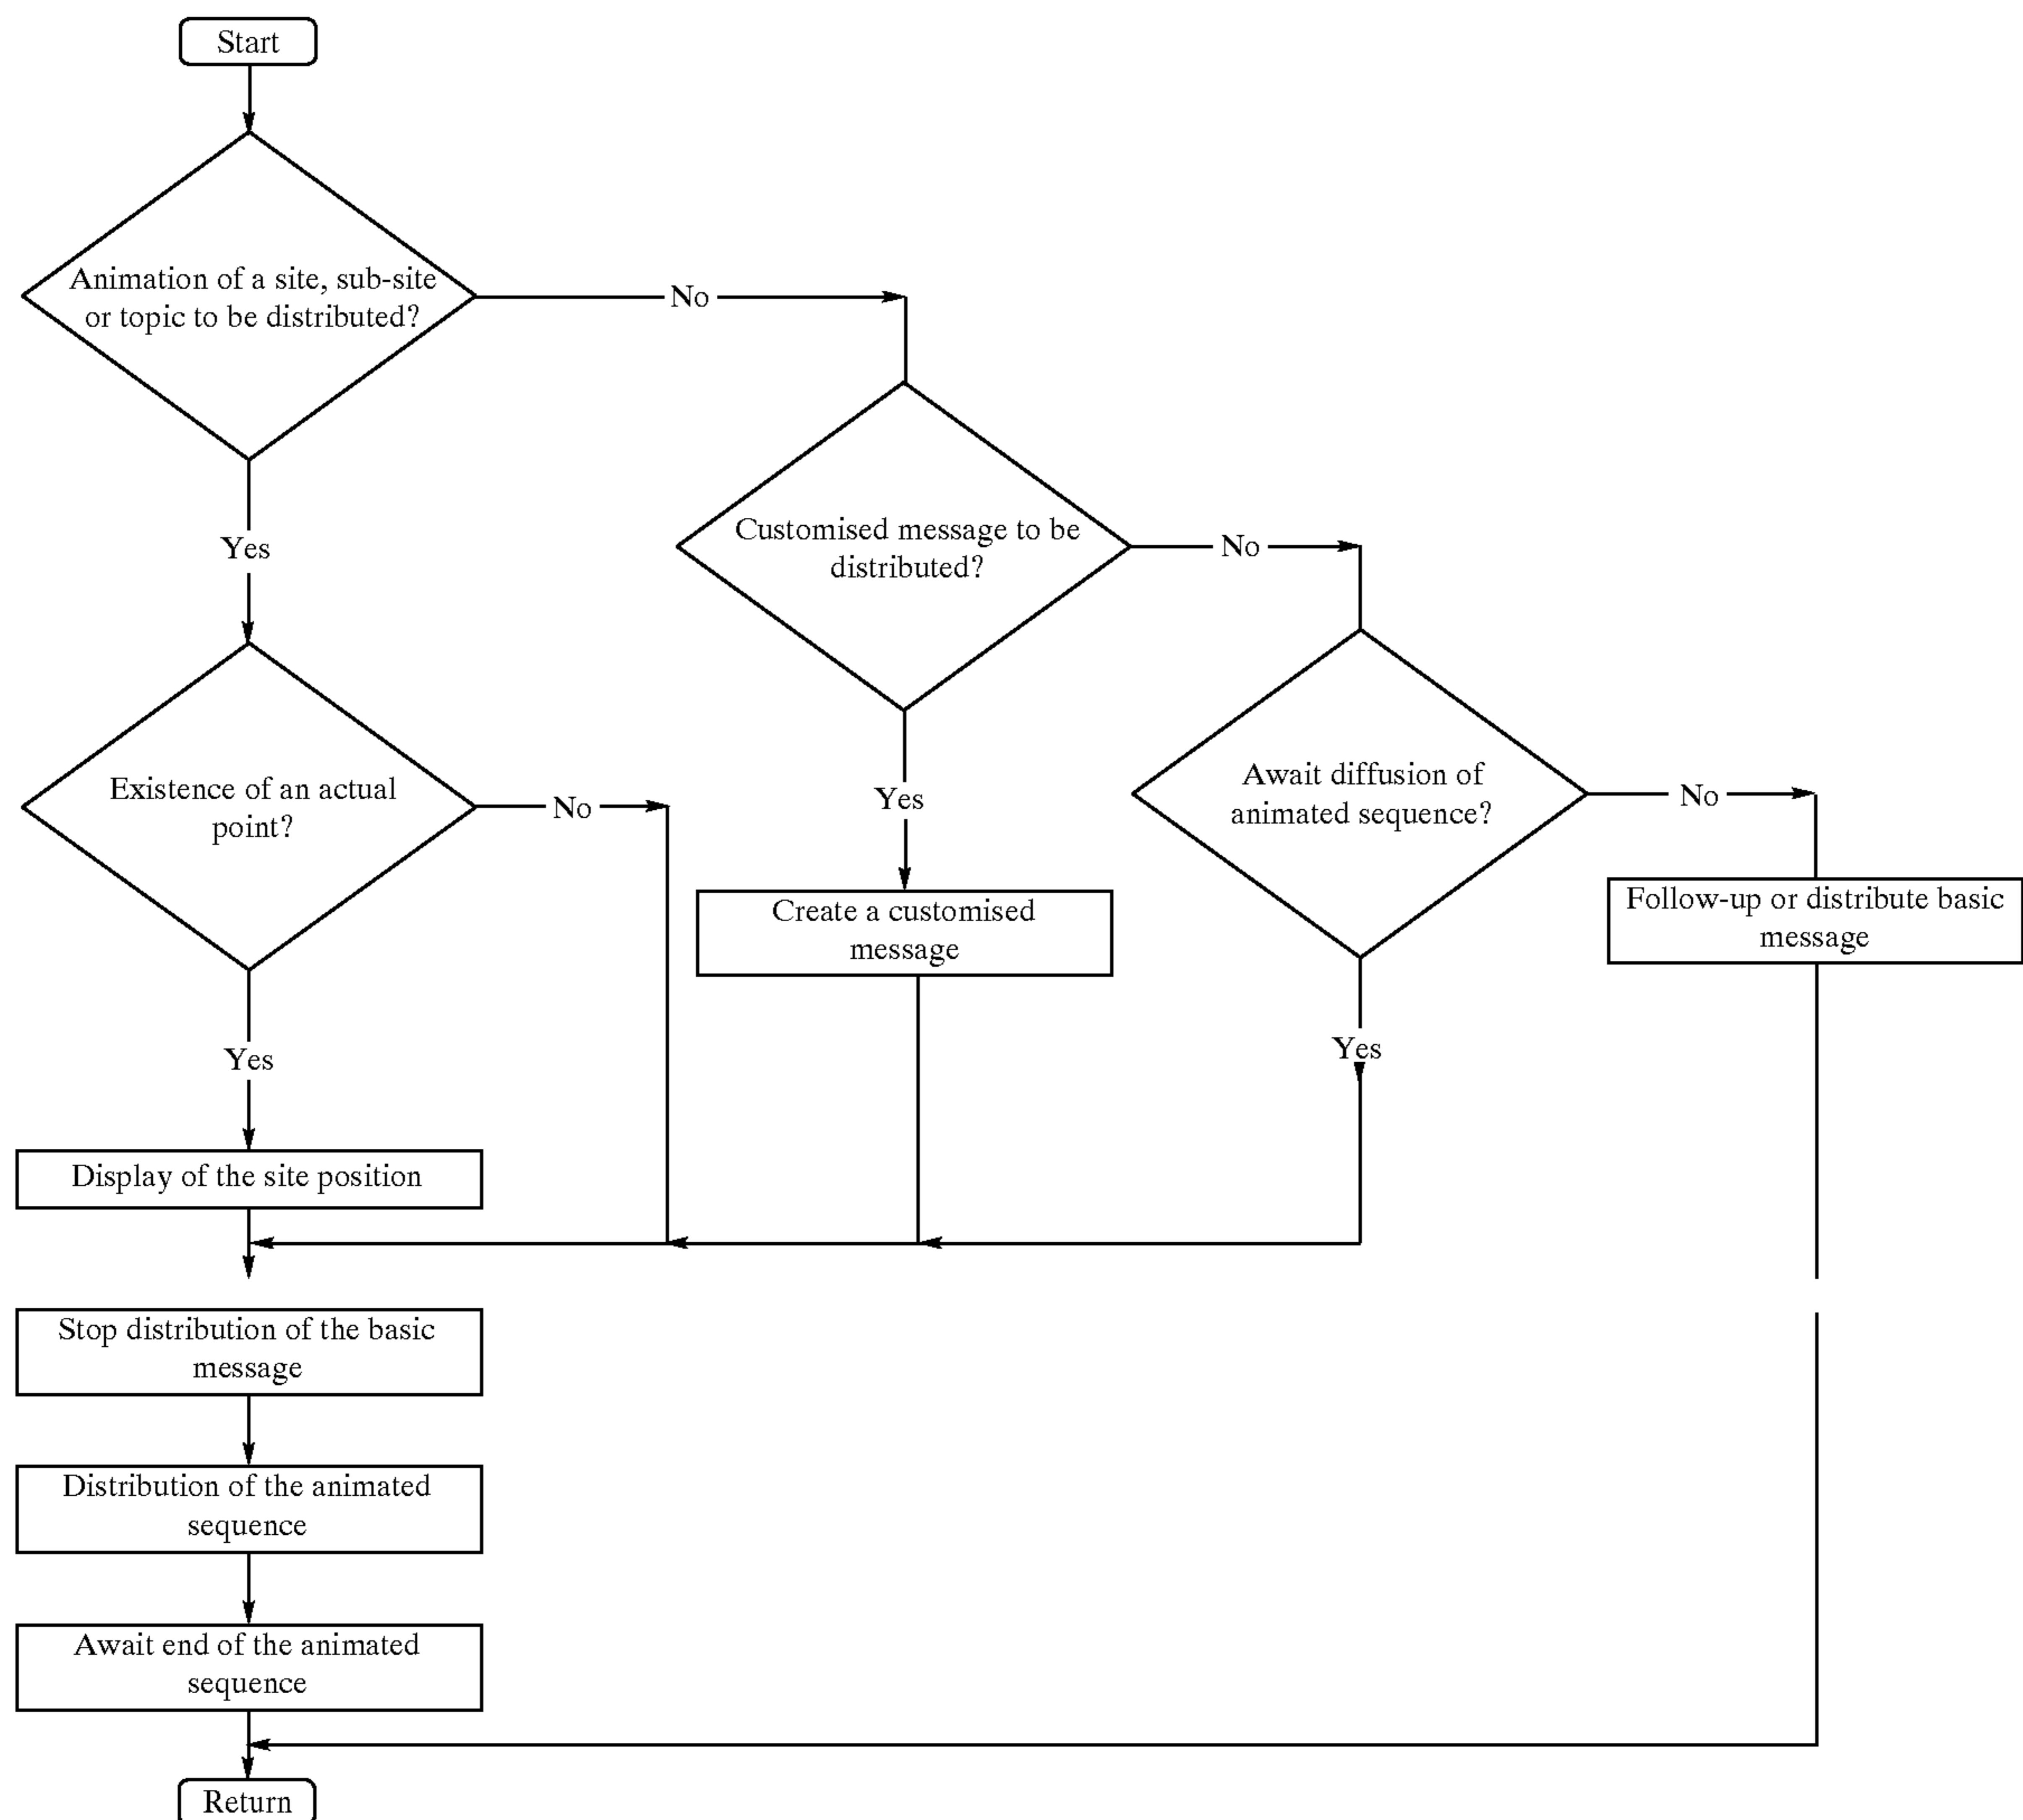 Start
Animation of a site, sub-site
or topic to be distributed?
No
Yes
Customised message to be
distributed?
No
Yes
Existence of an actual
point?
No
Yes
Await diffusion of
animated sequence?
No
Yes
Create a customised
message
Follow-up or distribute basic
message
Display of the site position
Stop distribution of the basic
message
Distribution of the animated
sequence
Await end of the animated
sequence
Return